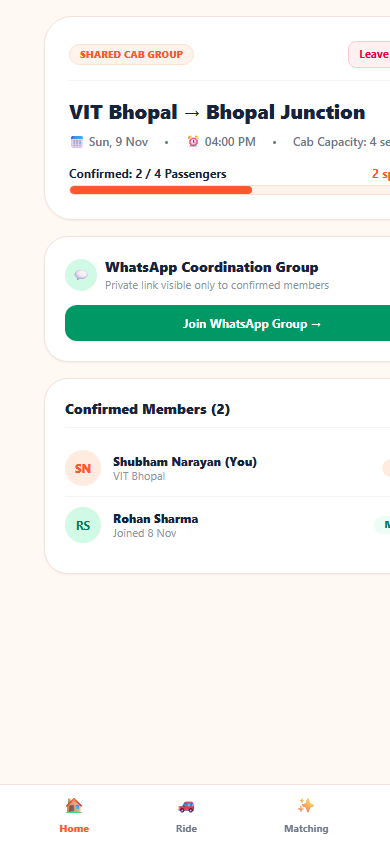 SHARED CAB GROUP
Leave
VIT Bhopal → Bhopal Junction
Sun, 9 Nov • 04:00 PM • Cab Capacity: 4
Confirmed: 2 / 4 Passengers
2
WhatsApp Coordination Group
Private link visible only to confirmed members
Join WhatsApp Group →
Confirmed Members (2)
SN
Shubham Narayan (You)
VIT Bhopal
RS
Rohan Sharma
Joined 8 Nov
Home
Ride
Matching